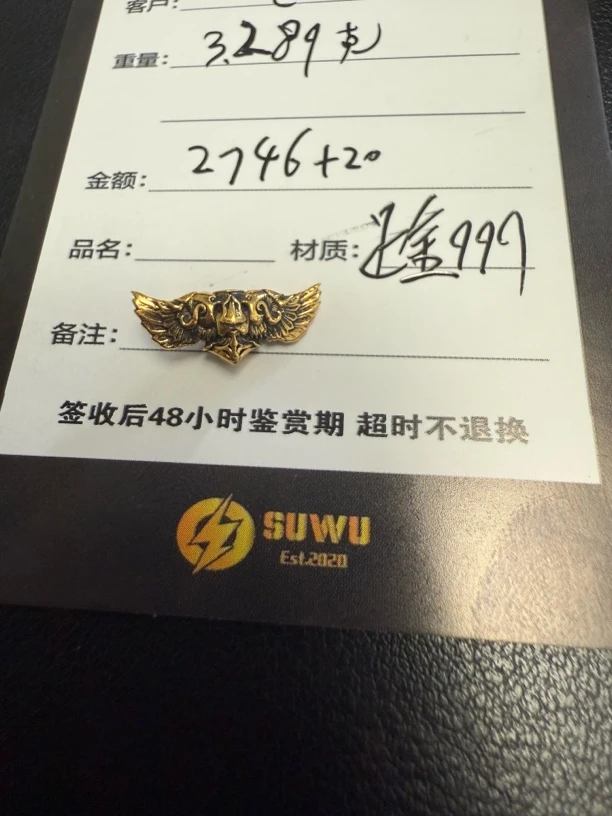 客户:
重量: 3.289克
金额: 2746+20
品名: 材质: 足金999
备注:
签收后48小时鉴赏期 超时不退换
SUWU
Est.2020